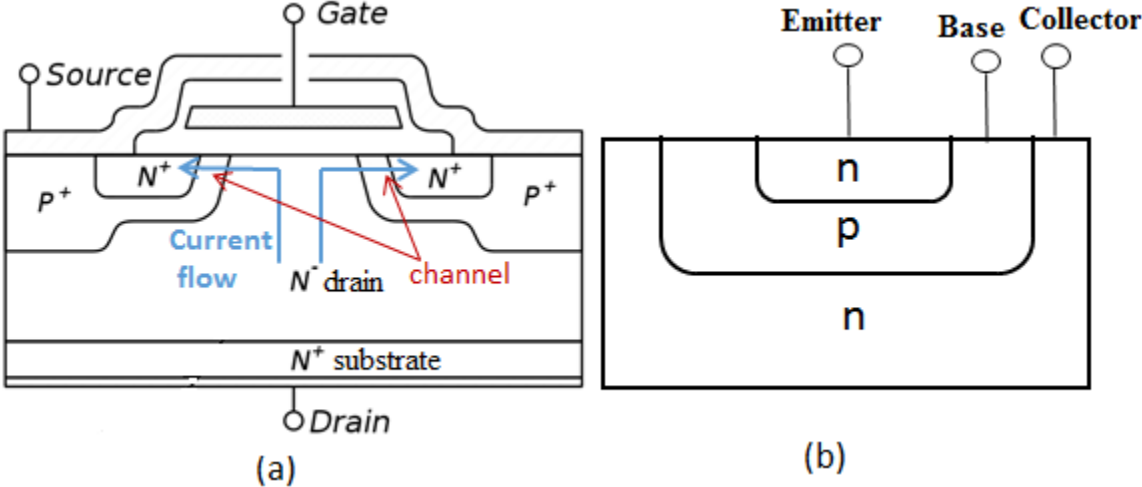 Gate
Source
N⁺
N⁺
P⁺
P⁺
Current
flow
N⁻ drain
channel
N⁺ substrate
Drain
(a)
Emitter
Base
Collector
n
p
n
(b)